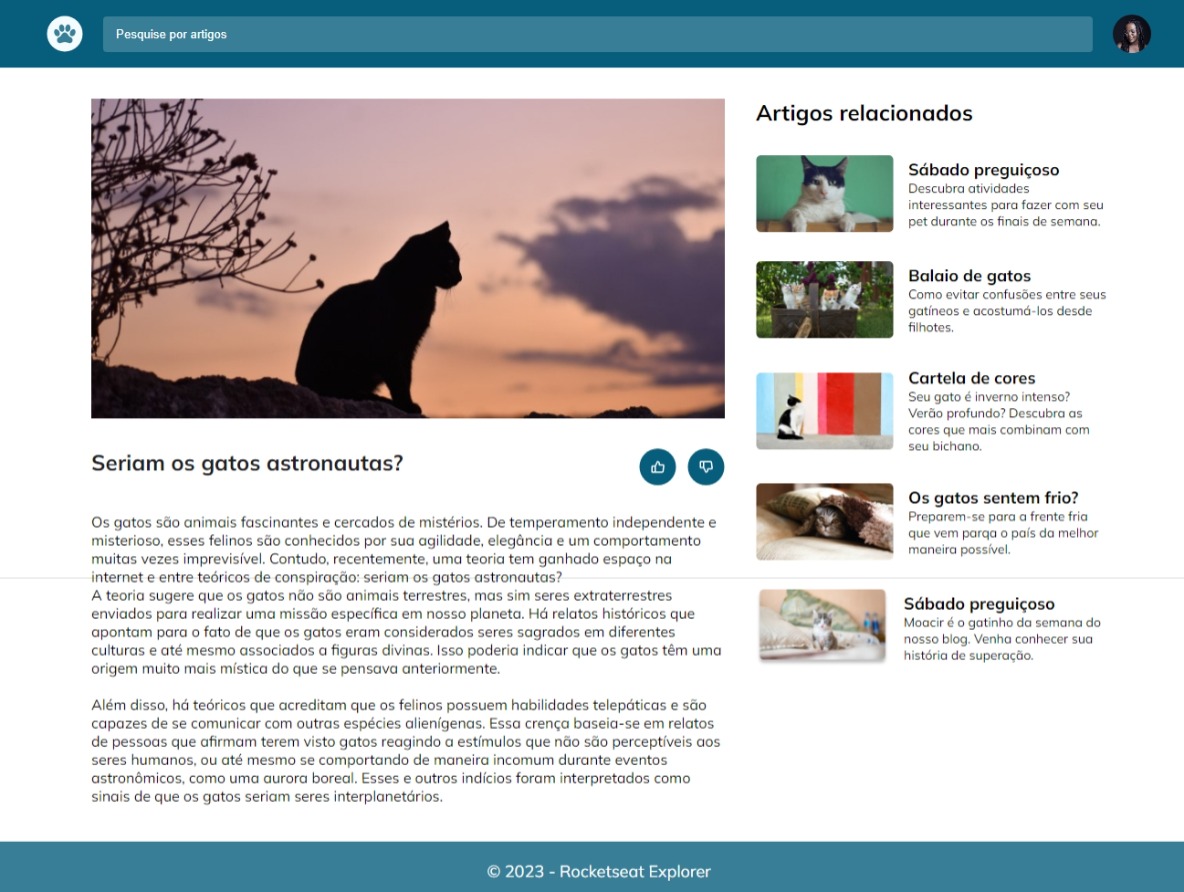 Pesquise por artigos
Seriam os gatos astronautas?
Os gatos são animais fascinantes e cercados de mistérios. De temperamento independente e
misterioso, esses felinos são conhecidos por sua agilidade, elegância e um comportamento
muitas vezes imprevisível. Contudo, recentemente, uma teoria tem ganhado espaço na
internet e entre teóricos de conspiração: seriam os gatos astronautas?
A teoria sugere que os gatos não são animais terrestres, mas sim seres extraterrestres
enviados para realizar uma missão específica em nosso planeta. Há relatos históricos que
apontam para o fato de que os gatos eram considerados seres sagrados em diferentes
culturas e até mesmo associados a figuras divinas. Isso poderia indicar que os gatos têm uma
origem muito mais mística do que se pensava anteriormente.
Além disso, há teóricos que acreditam que os felinos possuem habilidades telepáticas e são
capazes de se comunicar com outras espécies alienígenas. Essa crença baseia-se em relatos
de pessoas que afirmam terem visto gatos reagindo a estímulos que não são perceptíveis aos
seres humanos, ou até mesmo se comportando de maneira incomum durante eventos
astronômicos, como uma aurora boreal. Esses e outros indícios foram interpretados como
sinais de que os gatos seriam seres interplanetários.
Artigos relacionados
Sábado preguiçoso
Descubra atividades
interessantes para fazer com seu
pet durante os finais de semana.
Balaio de gatos
Como evitar confusões entre seus
gatíneos e acostumá-los desde
filhotes.
Cartela de cores
Seu gato é inverno intenso?
Verão profundo? Descubra as
cores que mais combinam com
seu bichano.
Os gatos sentem frio?
Preparem-se para a frente fria
que vem parqa o país da melhor
maneira possível.
Sábado preguiçoso
Moacir é o gatinho da semana do
nosso blog. Venha conhecer sua
história de superação.
© 2023 - Rocketseat Explorer